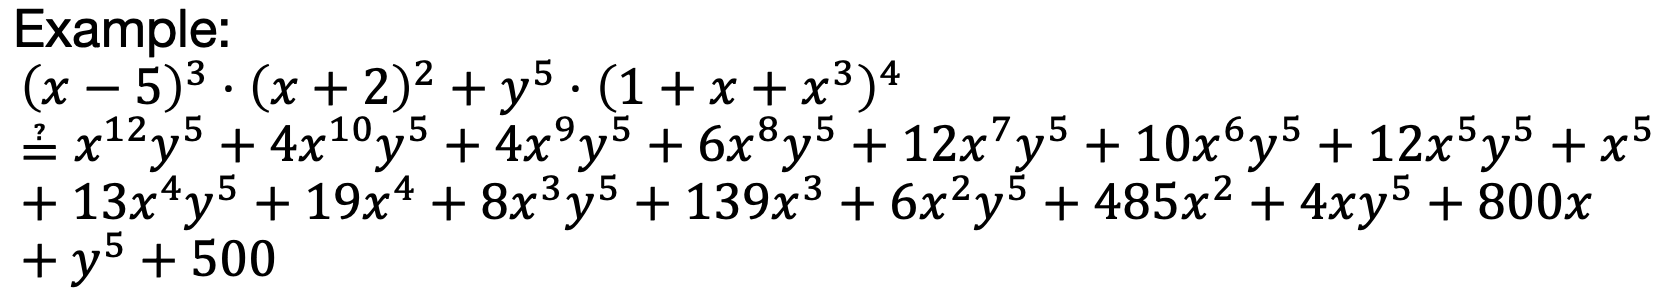 Example:
(x − 5)³ · (x + 2)² + y⁵ · (1 + x + x³)⁴
≟ x¹²y⁵ + 4x¹⁰y⁵ + 4x⁹y⁵ + 6x⁸y⁵ + 12x⁷y⁵ + 10x⁶y⁵ + 12x⁵y⁵ + x⁵
+ 13x⁴y⁵ + 19x⁴ + 8x³y⁵ + 139x³ + 6x²y⁵ + 485x² + 4xy⁵ + 800x
+ y⁵ + 500